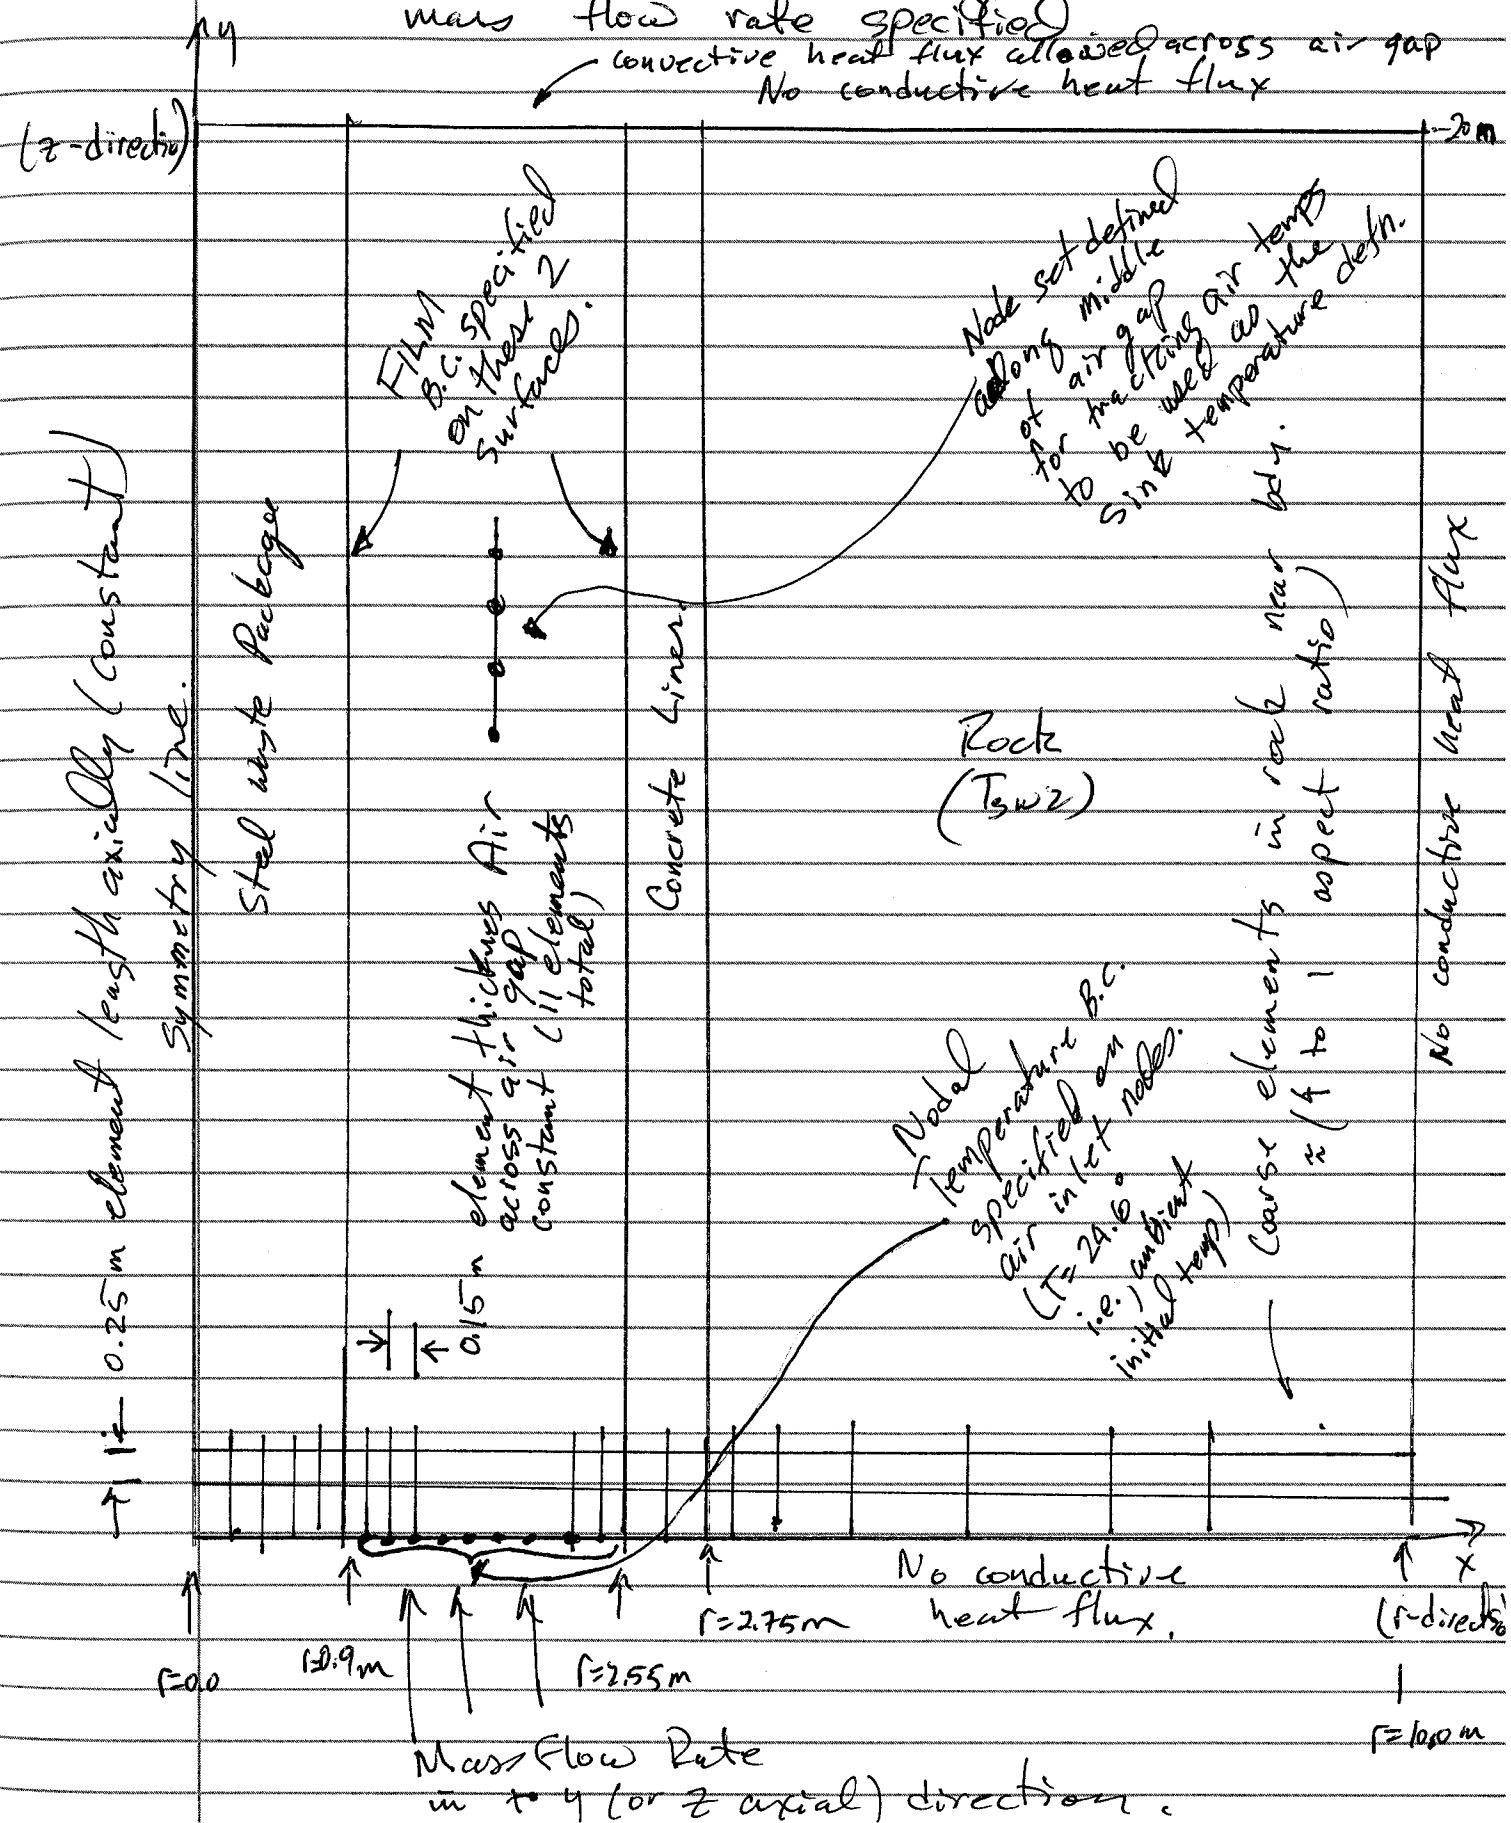 mass flow rate specified
convective heat flux allowed across air gap
No conductive heat flux
y
(z-directio)
20m
FILM
B.C. specified
on these 2
surfaces.
Node set defined
along middle
of air gap
for tracking air temps
to be used as the
sink temperature defn.
0.25m element length axially (constant)
Symmetry line.
Steel waste Package
0.15m element thicknes Air
across air gap
constant (11 elements
total)
Concrete Liner
Rock
(TSw2)
Coarse elements in rock near bdy.
≈ (4 to 1 aspect ratio)
No conductive heat flux
Nodal
Temperature B.C.
specified on
air inlet nodes.
(T= 24.6°
i.e., ambient
initial temp)
No conductive
heat flux.
x
(r-directio
r=0.0
r=0.9m
r=2.55m
r=2.75m
r=10.0m
Mass Flow Rate
in + y (or z axial) direction.